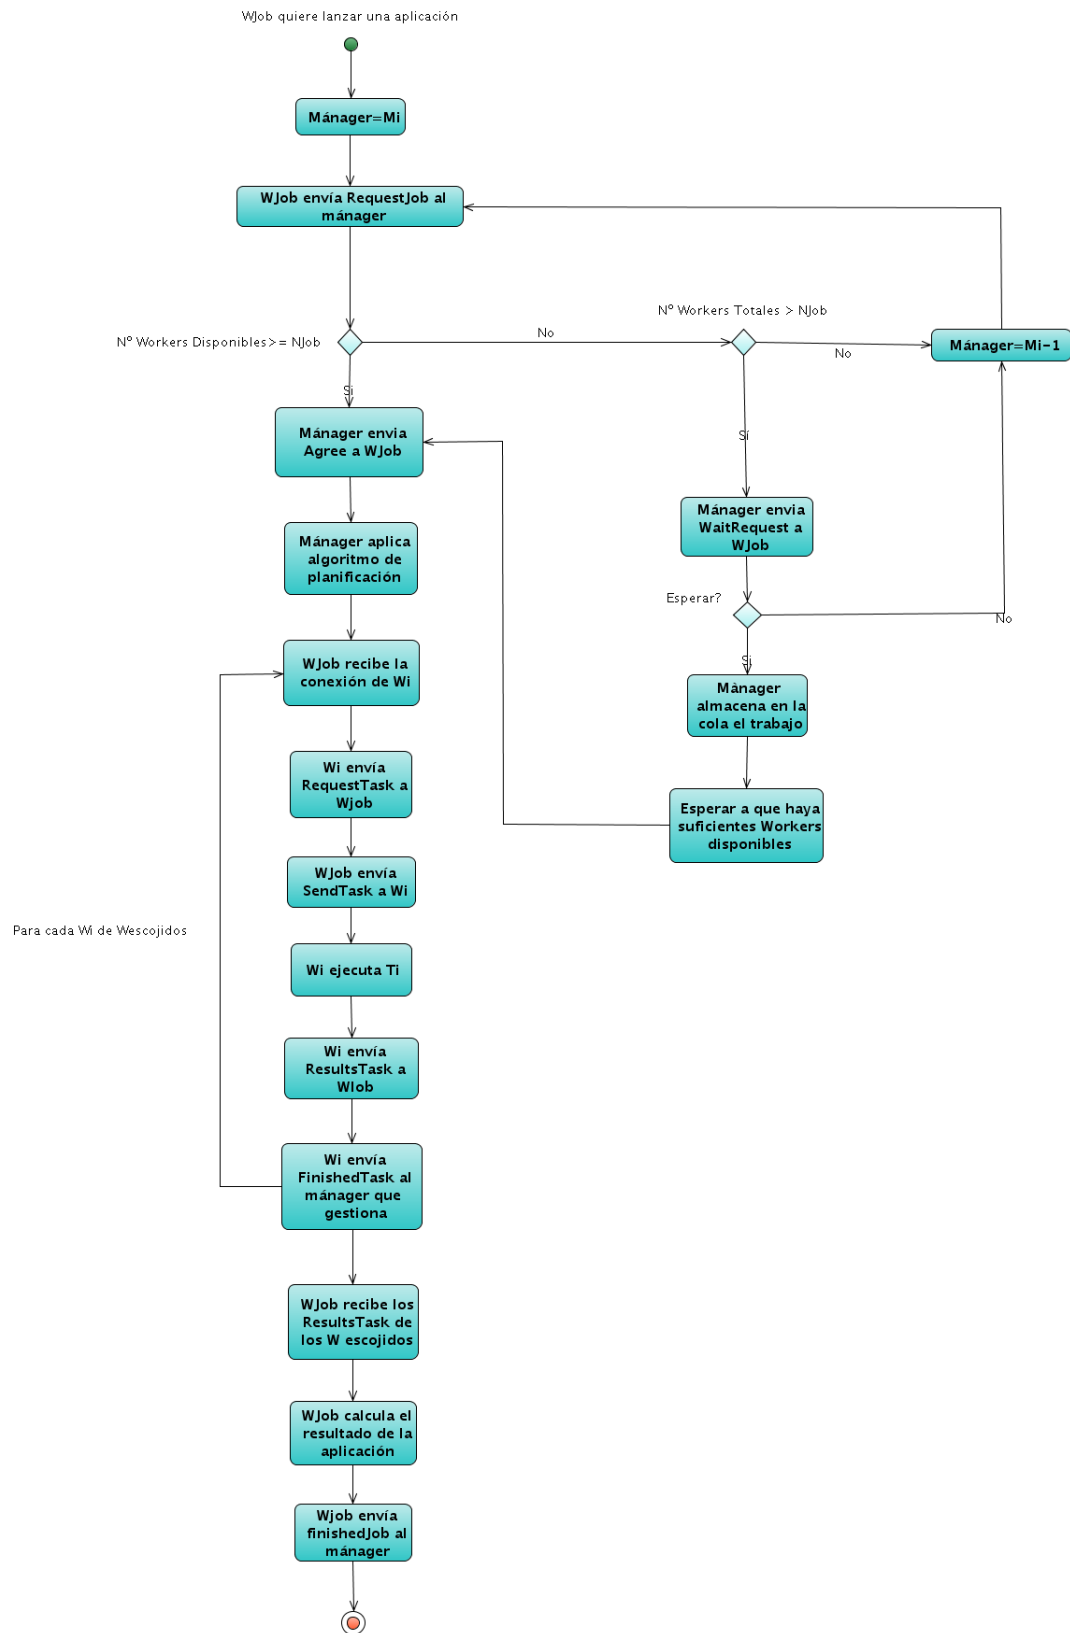 WJob quiere lanzar una aplicación
Mánager=Mi
WJob envía RequestJob al
mánager
Nº Workers Disponibles>= NJob
No
Nº Workers Totales > NJob
No
Mánager=Mi-1
Si
Mánager envia
Agree a WJob
Sí
Mánager envia
WaitRequest a
WJob
Mánager aplica
algoritmo de
planificación
Esperar?
No
Si
WJob recibe la
conexión de Wi
Mànager
almacena en la
cola el trabajo
Wi envía
RequestTask a
Wjob
Esperar a que haya
suficientes Workers
disponibles
WJob envía
SendTask a Wi
Para cada Wi de Wescojidos
Wi ejecuta Ti
Wi envía
ResultsTask a
WJob
Wi envía
FinishedTask al
mánager que
gestiona
WJob recibe los
ResultsTask de
los W escojidos
WJob calcula el
resultado de la
aplicación
Wjob envía
finishedJob al
mánager